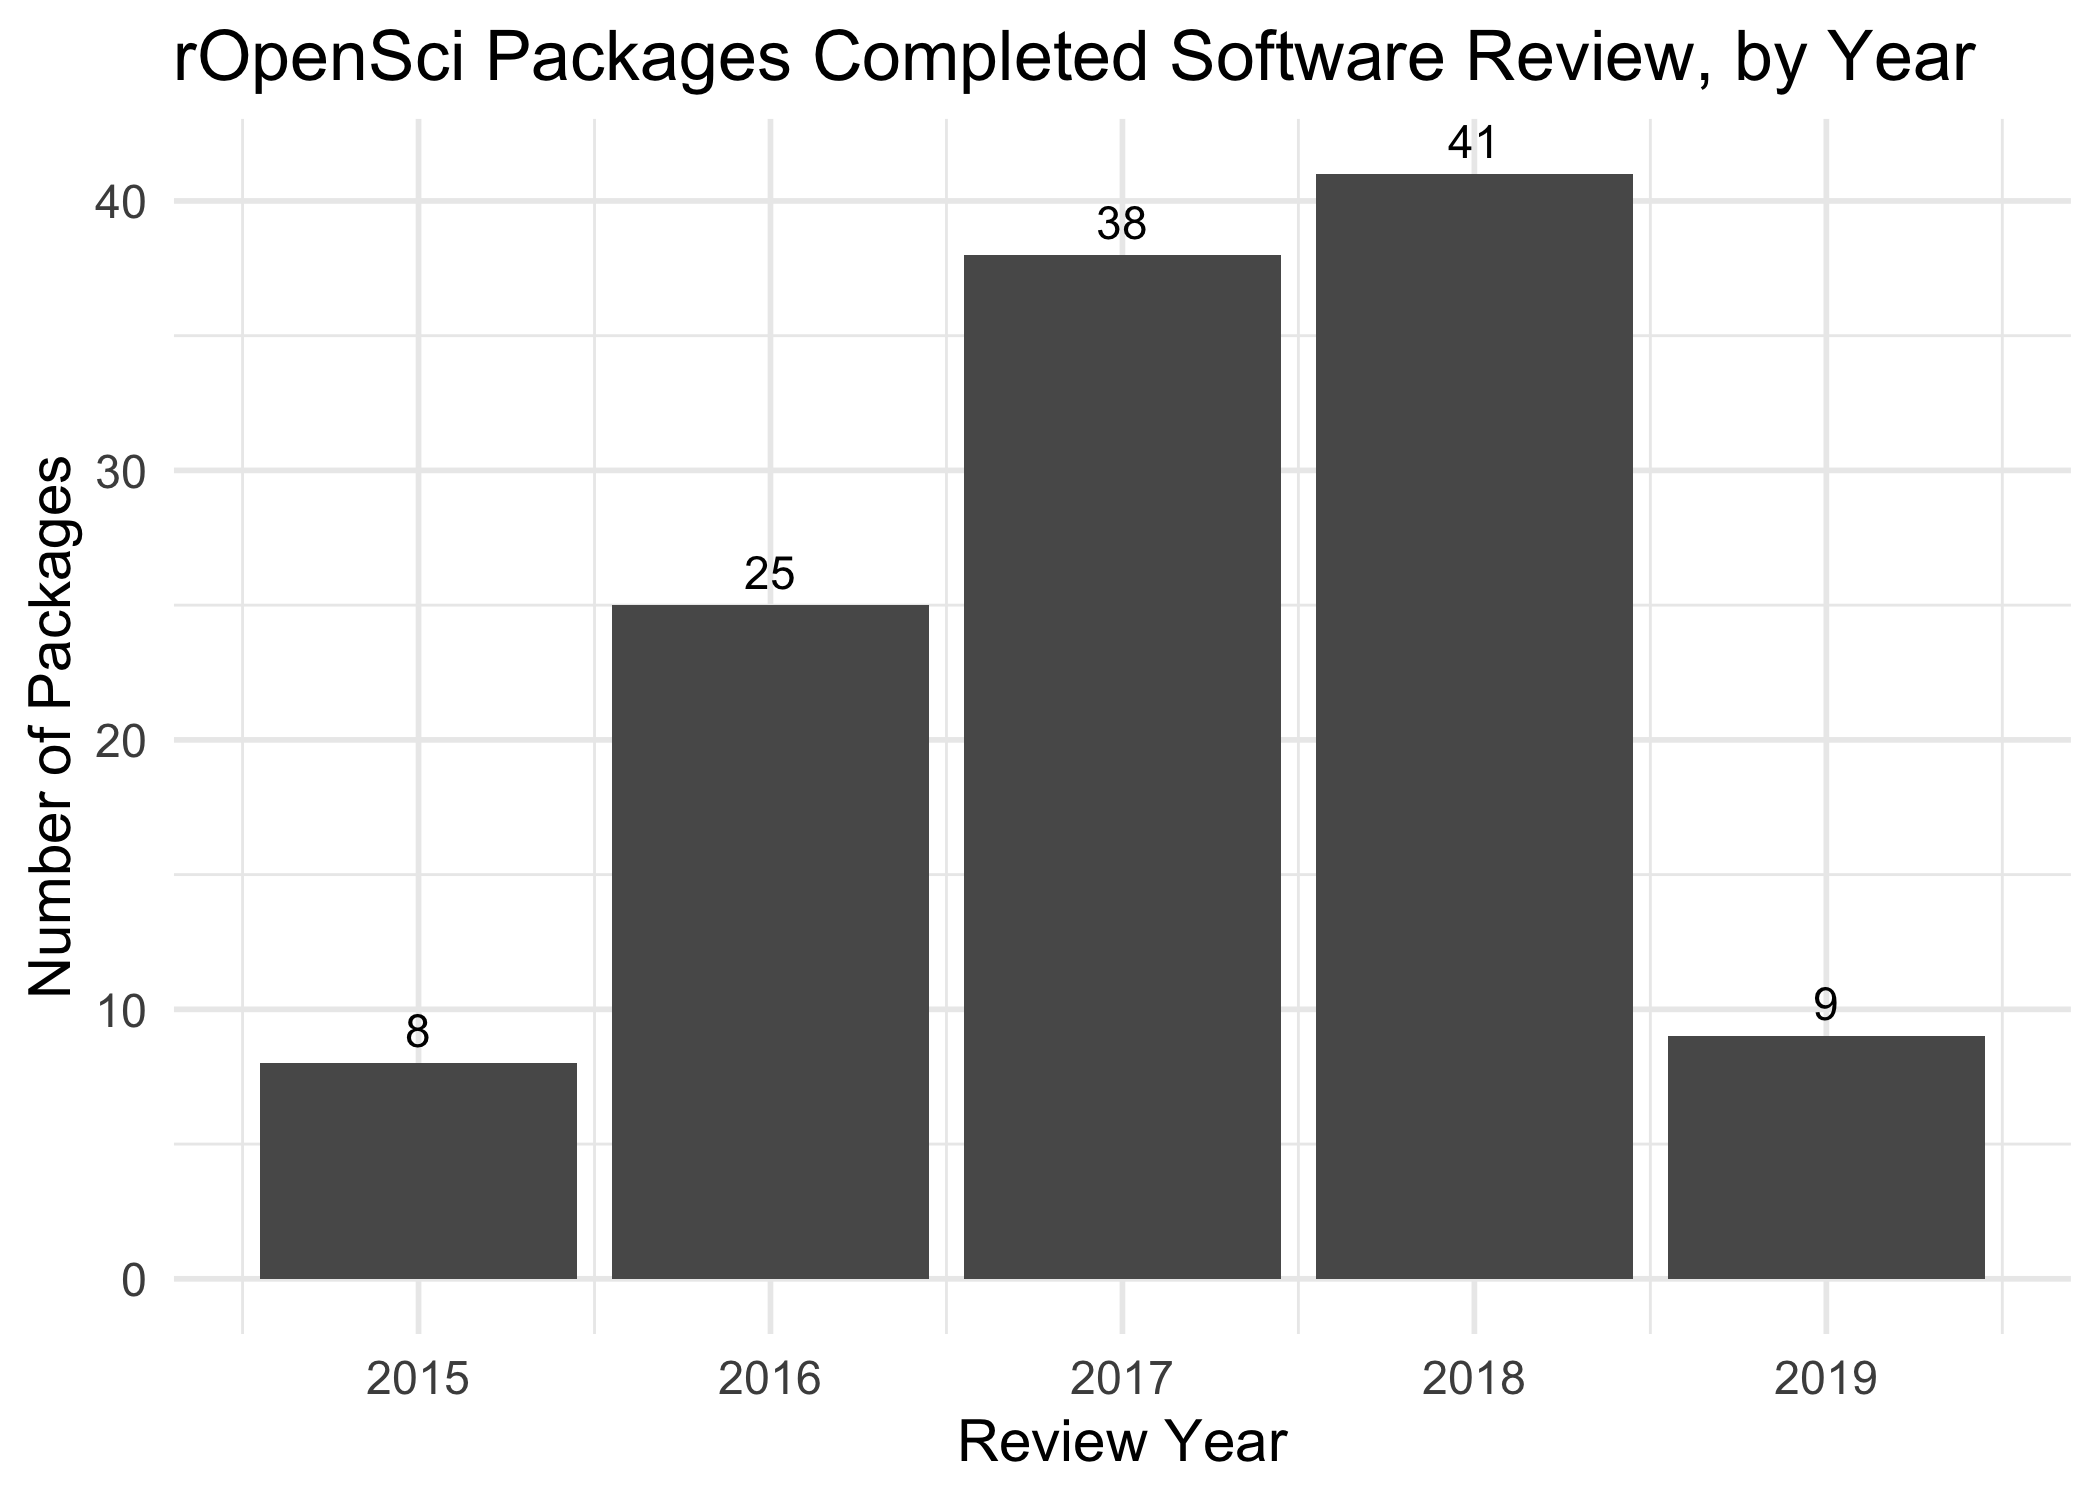 rOpenSci Packages Completed Software Review, by Year
Number of Packages
40
30
20
10
0
8
25
38
41
9
2015 2016 2017 2018 2019
Review Year